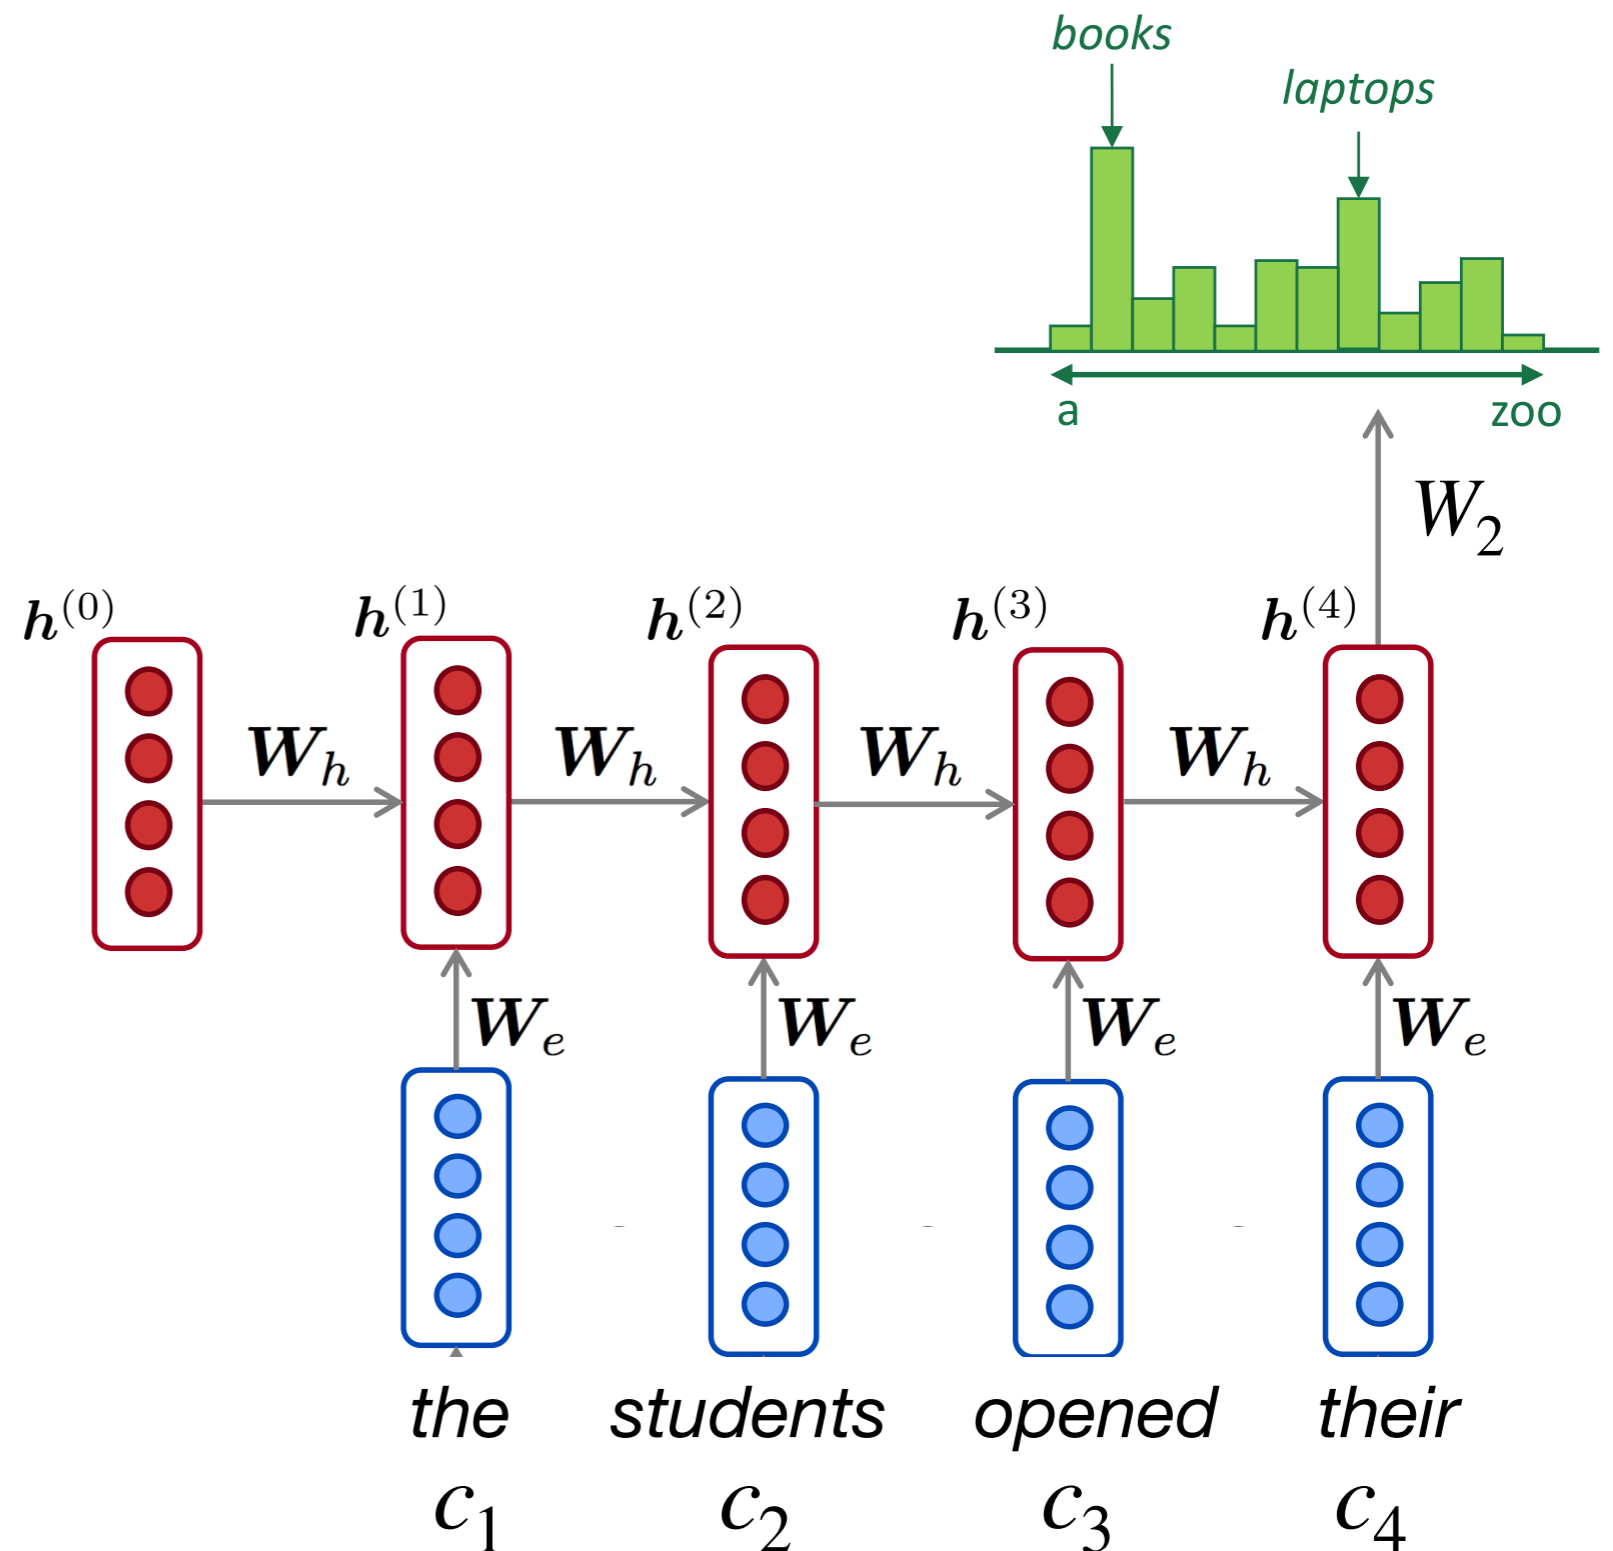 books
laptops
a zoo
W₂
h⁽⁰⁾ h⁽¹⁾ h⁽²⁾ h⁽³⁾ h⁽⁴⁾
Wₕ Wₕ Wₕ Wₕ
Wₑ Wₑ Wₑ Wₑ
the students opened their
c₁ c₂ c₃ c₄